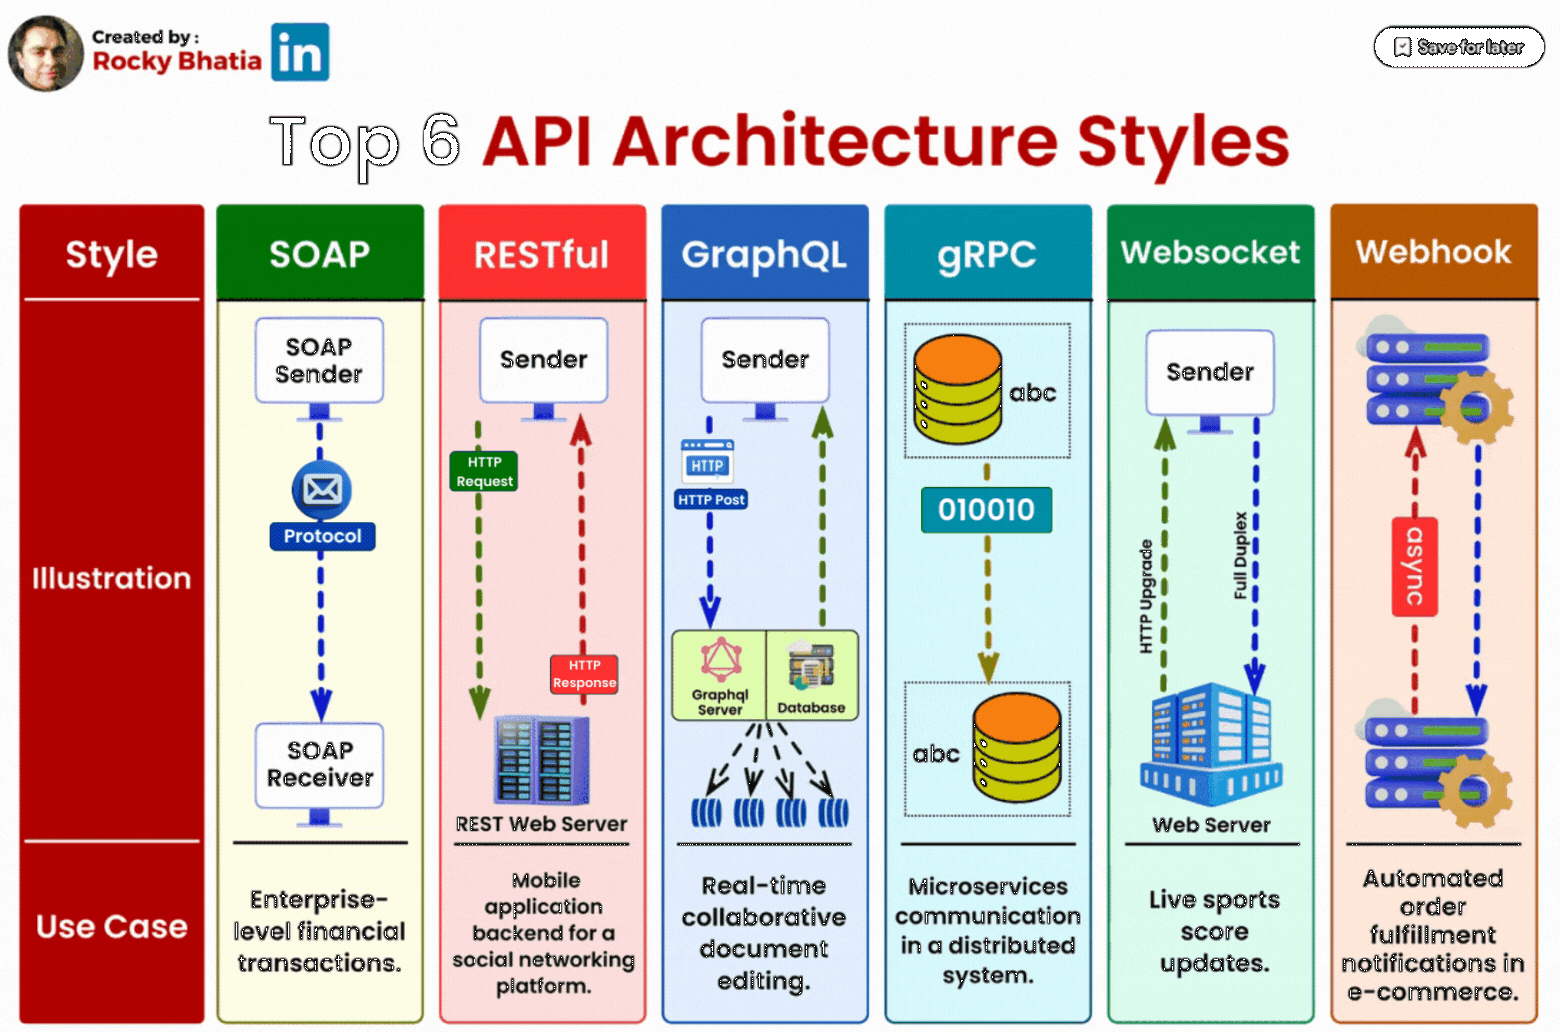 Created by :
Rocky Bhatia
in
Save for later
Top 6 API Architecture Styles
Style
SOAP
RESTful
GraphQL
gRPC
Websocket
Webhook
Illustration
SOAP
Sender
Protocol
SOAP
Receiver
Sender
HTTP
Request
HTTP
Response
REST Web Server
Sender
HTTP
HTTP Post
Graphql
Server
Database
abc
010010
abc
Sender
HTTP Upgrade
Full Duplex
Web Server
async
Use Case
Enterprise-
level financial
transactions.
Mobile
application
backend for a
social networking
platform.
Real-time
collaborative
document
editing.
Microservices
communication
in a distributed
system.
Live sports
score
updates.
Automated
order
fulfillment
notifications in
e-commerce.